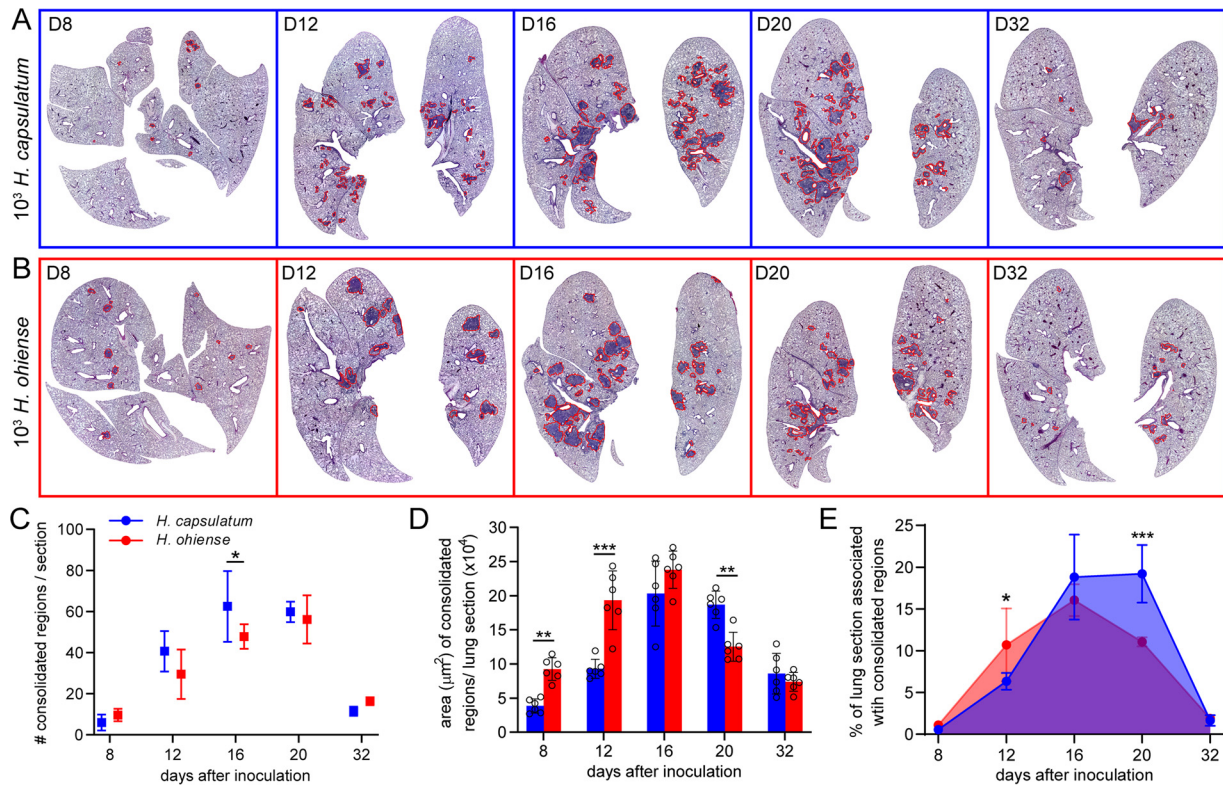 A
D8
D12
D16
D20
D32
10³ H. capsulatum
B
D8
D12
D16
D20
D32
10³ H. ohiense
C
H. capsulatum
H. ohiense
# consolidated regions / section
100
80
60
40
20
0
*
8
12
16
20
32
days after inoculation
D
area (μm²) of consolidated
regions/ lung section (x10⁴)
30
25
20
15
10
5
0
**
***
**
8
12
16
20
32
days after inoculation
E
% of lung section associated
wtih consolidated regions
25
20
15
10
5
0
*
***
8
12
16
20
32
days after inoculation